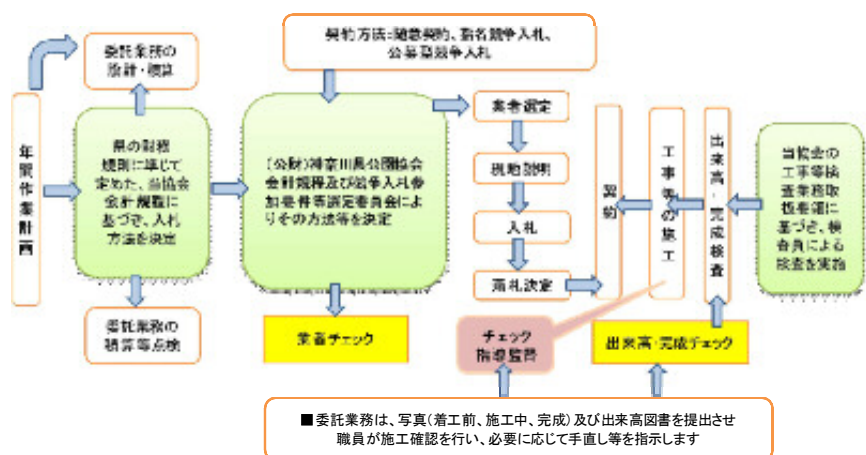 契約方法：随意契約、指名競争入札、
公募型競争入札
委託業務の
設計・積算
年間作業計画
県の財務
規則に準じて
定めた、当協会
会計規程に
基づき、入札
方法を決定
委託業務の
積算等点検
（公財）神奈川県公園協会
会計規程及び競争入札参
加要件等選定委員会によ
りその方法等を決定
業者チェック
業者選定
現場説明
入札
落札決定
契約
工事等の施工
出来高・完成検査
当協会の
工事等検
査業務取
扱要領に
基づき、検
査員による
検査を実施
チェック
指導監督
出来高・完成チェック
■委託業務は、写真（着工前、施工中、完成）及び出来高図書を提出させ
職員が施工確認を行い、必要に応じて手直し等を指示します